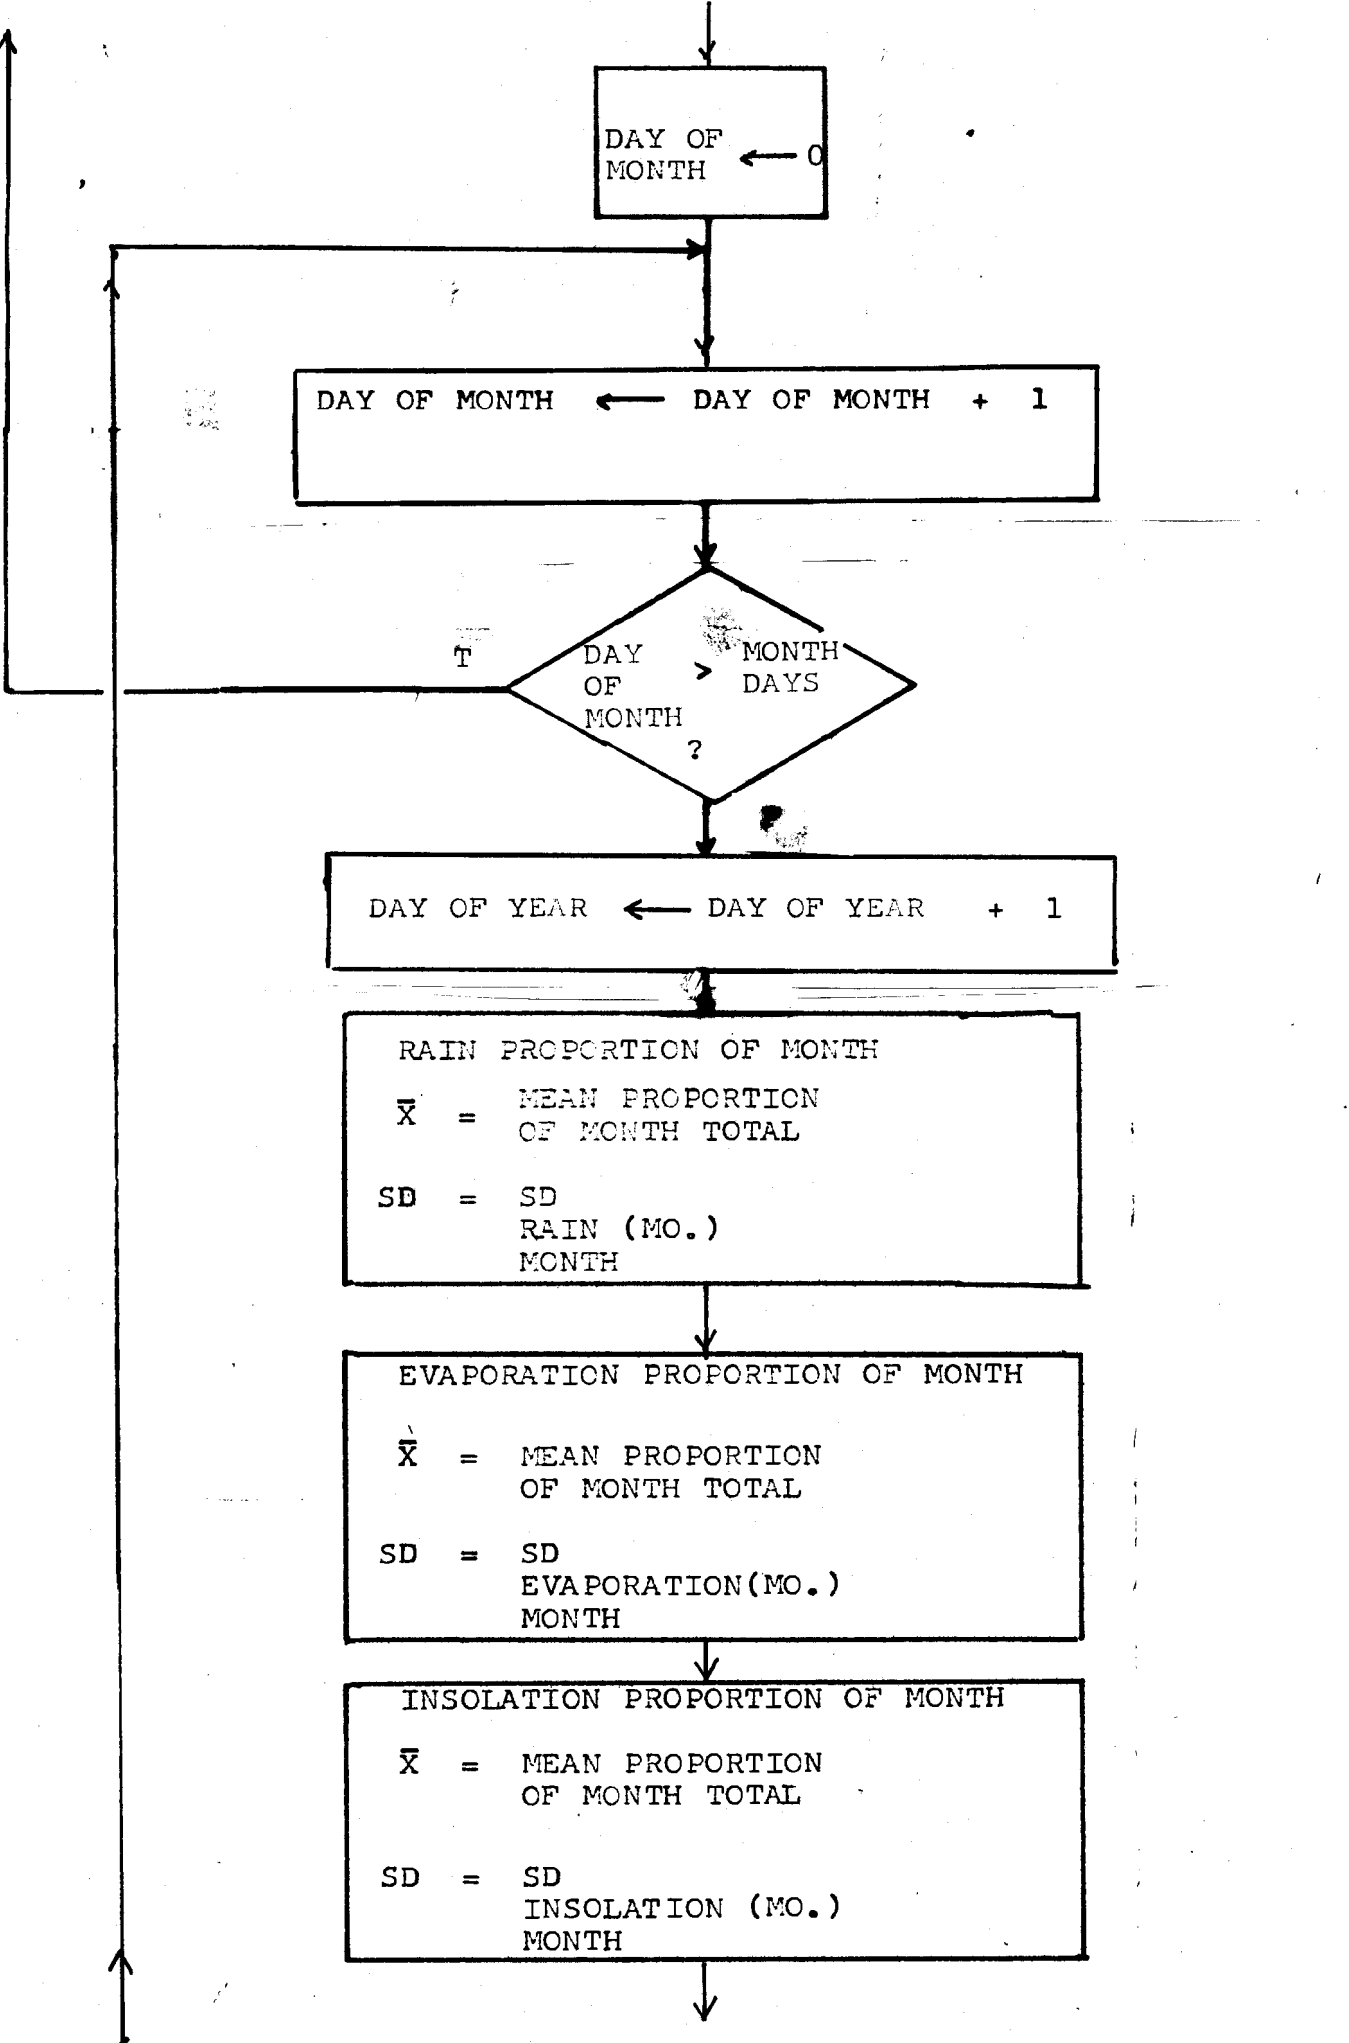 DAY OF
MONTH ← 0
DAY OF MONTH ← DAY OF MONTH + 1
T
DAY > MONTH
OF DAYS
MONTH
?
F
DAY OF YEAR ← DAY OF YEAR + 1
RAIN PROPORTION OF MONTH
X̅ = MEAN PROPORTION
OF MONTH TOTAL
SD = SD
RAIN (MO.)
MONTH
EVAPORATION PROPORTION OF MONTH
X̅ = MEAN PROPORTION
OF MONTH TOTAL
SD = SD
EVAPORATION(MO.)
MONTH
INSOLATION PROPORTION OF MONTH
X̅ = MEAN PROPORTION
OF MONTH TOTAL
SD = SD
INSOLATION (MO.)
MONTH